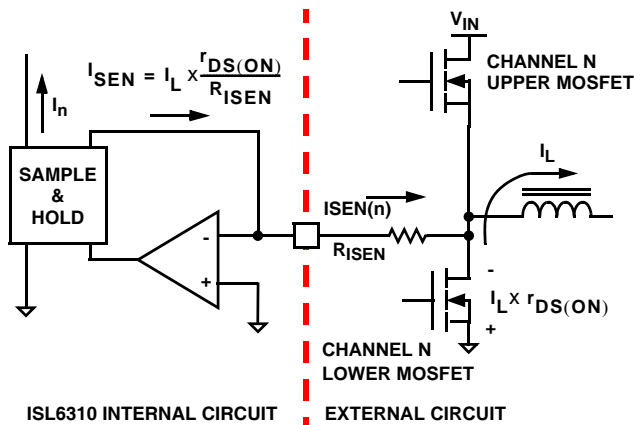 V_IN
CHANNEL N
UPPER MOSFET
I_SEN = I_L x r_DS(ON) / R_ISEN
I_n
SAMPLE
&
HOLD
I_L
ISEN(n)
R_ISEN
-
+
-
I_L x r_DS(ON)
+
CHANNEL N
LOWER MOSFET
ISL6310 INTERNAL CIRCUIT
EXTERNAL CIRCUIT